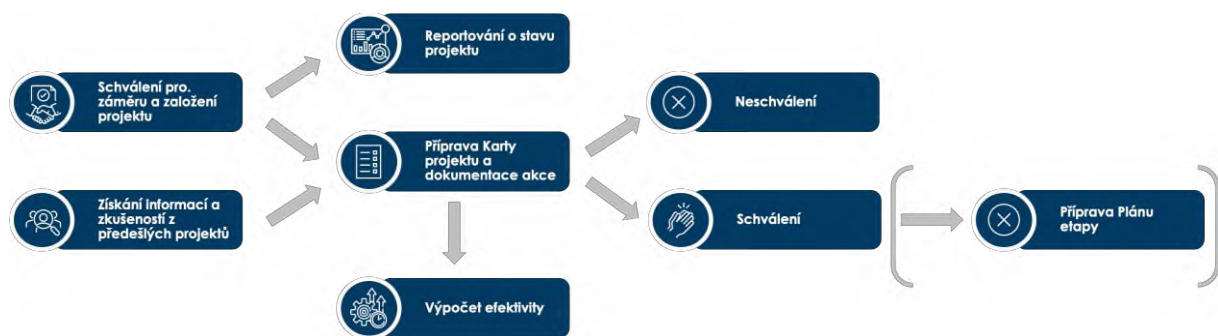 Schválení pro.
záměru a založení
projektu
Získání informací a
zkušeností z
předešlých projektů
Reportování o stavu
projektu
Příprava Karty
projektu a
dokumentace akce
Výpočet efektivity
Neschválení
Schválení
Příprava Plánu
etapy